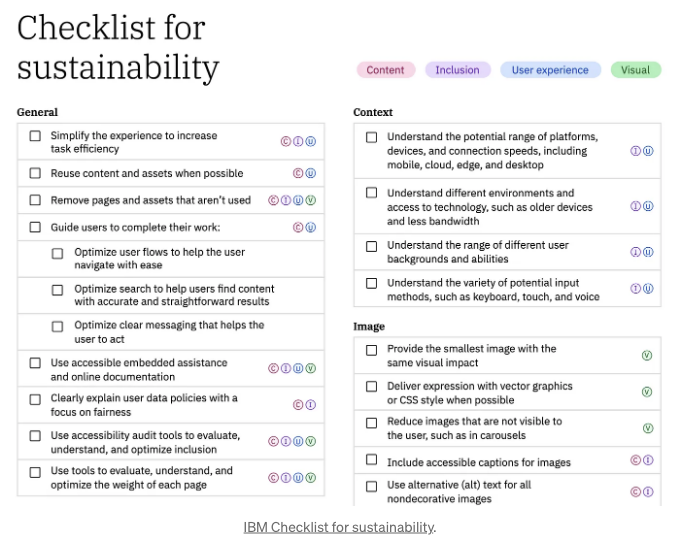 Checklist for
sustainability
Content
Inclusion
User experience
Visual
General
Simplify the experience to increase
task efficiency
C I U
Reuse content and assets when possible
C U
Remove pages and assets that aren't used
C I U V
Guide users to complete their work:
C U
Optimize user flows to help the user
navigate with ease
Optimize search to help users find content
with accurate and straightforward results
Optimize clear messaging that helps the
user to act
Use accessible embedded assistance
and online documentation
C I U V
Clearly explain user data policies with a
focus on fairness
C I
Use accessibility audit tools to evaluate,
understand, and optimize inclusion
C I U V
Use tools to evaluate, understand, and
optimize the weight of each page
C I U V
Context
Understand the potential range of platforms,
devices, and connection speeds, including
mobile, cloud, edge, and desktop
I U
Understand different environments and
access to technology, such as older devices
and less bandwidth
I U
Understand the range of different user
backgrounds and abilities
I U
Understand the variety of potential input
methods, such as keyboard, touch, and voice
I U
Image
Provide the smallest image with the
same visual impact
V
Deliver expression with vector graphics
or CSS style when possible
V
Reduce images that are not visible to
the user, such as in carousels
V
Include accessible captions for images
C I
Use alternative (alt) text for all
nondecorative images
C I
IBM Checklist for sustainability.